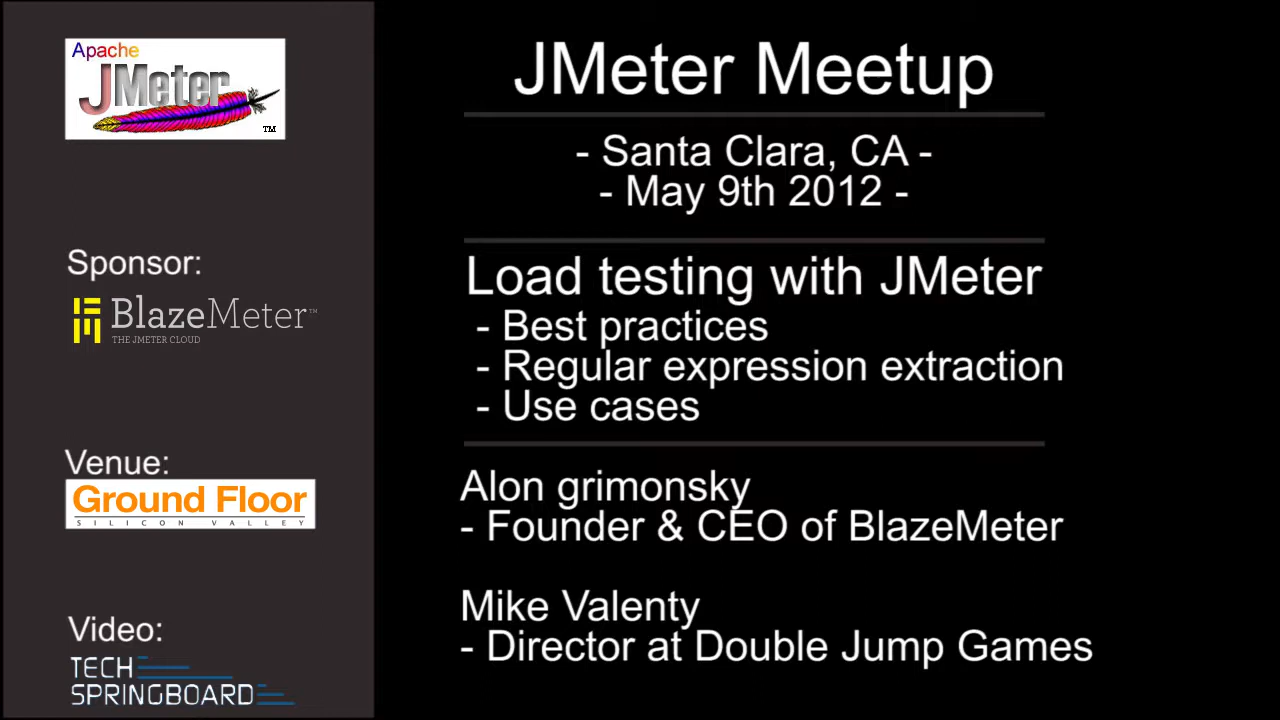 Apache
JMeter
TM
Sponsor:
BlazeMeter™
THE JMETER CLOUD
Venue:
Ground Floor
SILICON VALLEY
Video:
TECH
SPRINGBOARD
JMeter Meetup
- Santa Clara, CA -
- May 9th 2012 -
Load testing with JMeter
- Best practices
- Regular expression extraction
- Use cases
Alon grimonsky
- Founder & CEO of BlazeMeter
Mike Valenty
- Director at Double Jump Games